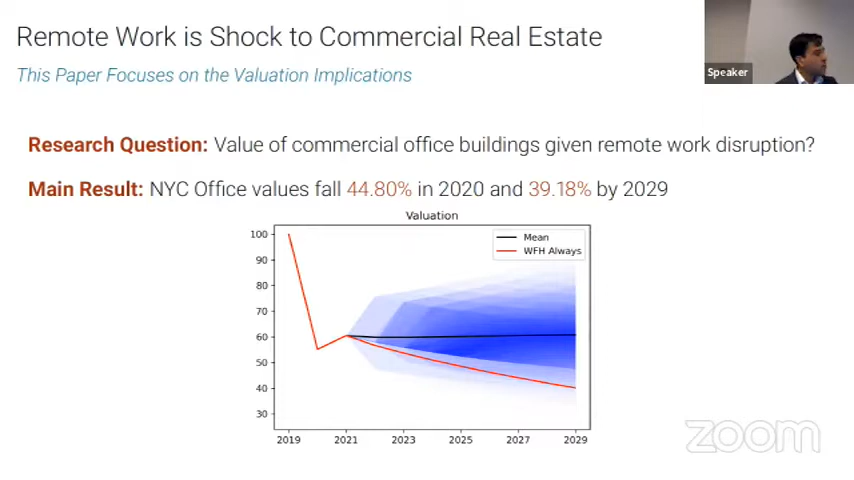 Remote Work is Shock to Commercial Real Estate
This Paper Focuses on the Valuation Implications
Speaker
Research Question: Value of commercial office buildings given remote work disruption?
Main Result: NYC Office values fall 44.80% in 2020 and 39.18% by 2029
Valuation
Mean
WFH Always
100
90
80
70
60
50
40
30
2019 2021 2023 2025 2027 2029
zoom